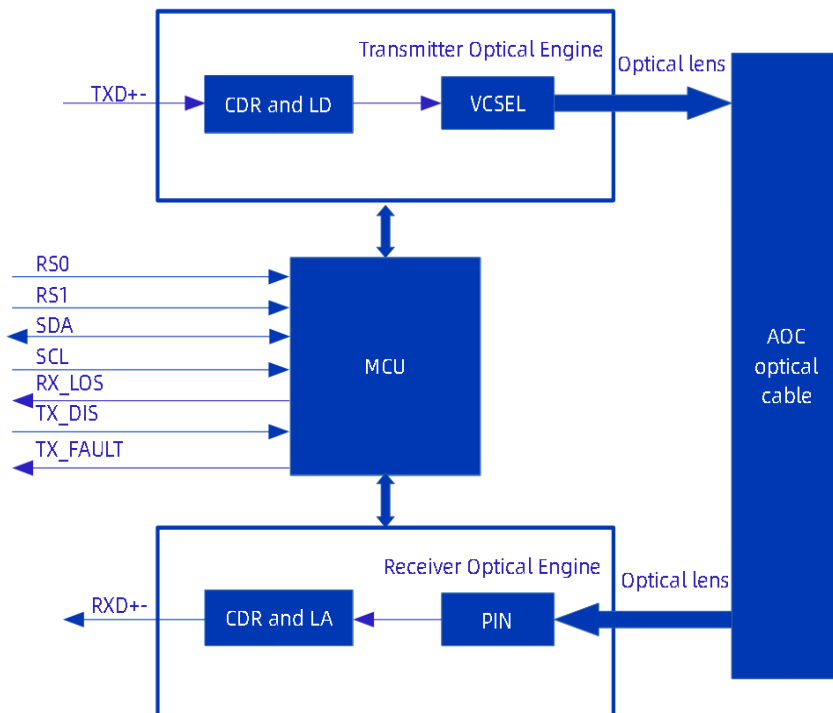 Transmitter Optical Engine
Optical lens
TXD+-
CDR and LD
VCSEL
RS0
RS1
SDA
SCL
RX_LOS
TX_DIS
TX_FAULT
MCU
AOC
optical
cable
Receiver Optical Engine
Optical lens
RXD+-
CDR and LA
PIN